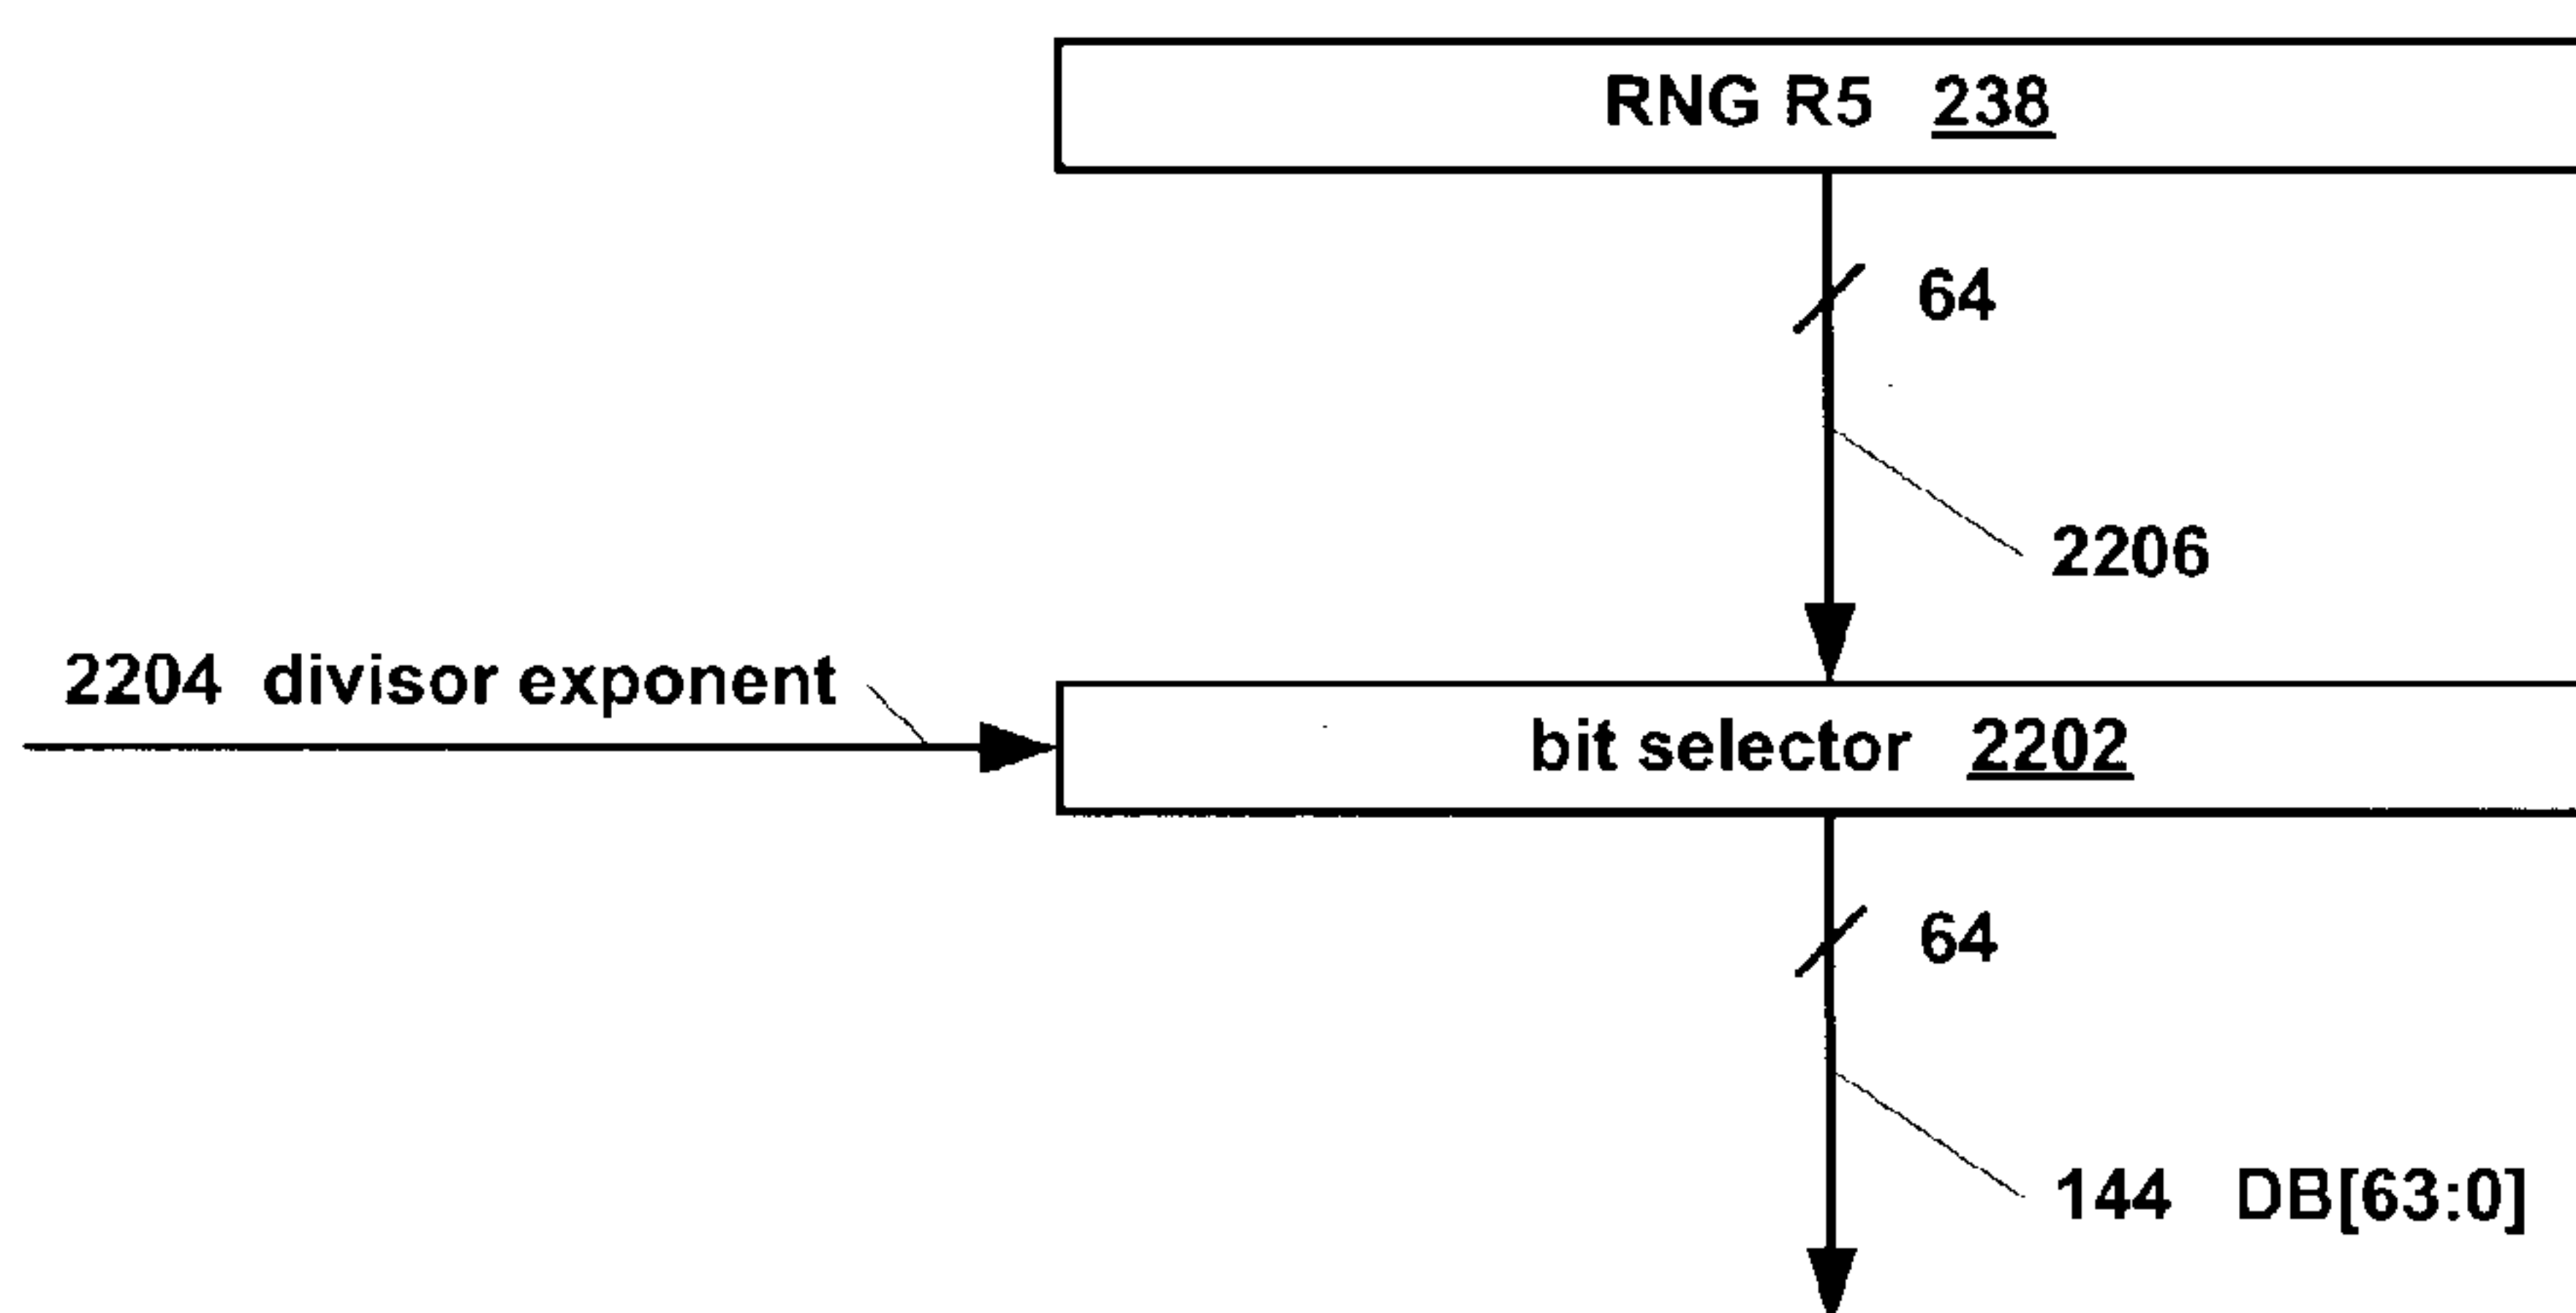 RNG R5 238
64
2206
2204 divisor exponent
bit selector 2202
64
144 DB[63:0]